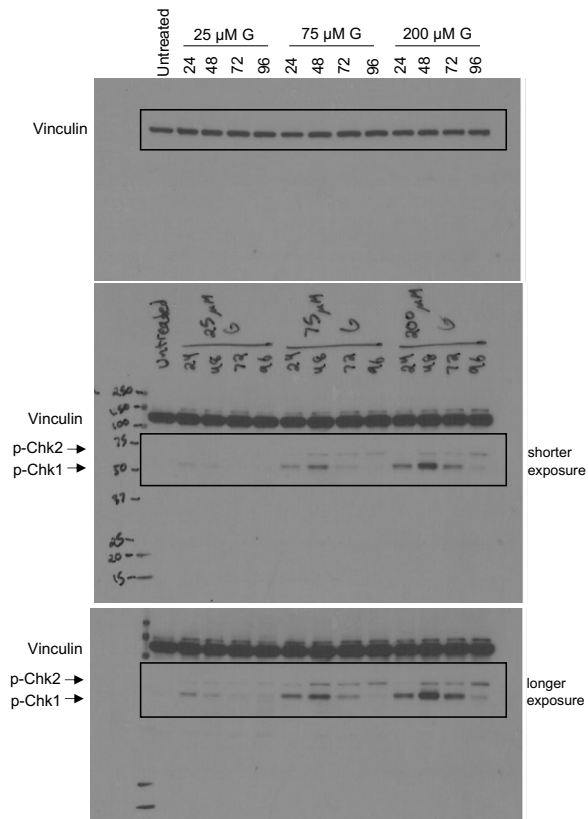 Untreated 25 µM G 75 µM G 200 µM G
24 48 72 96 24 48 72 96 24 48 72 96
Vinculin
untreated 25 µM G 75 µM G 200 µM G
24 48 72 96 24 48 72 96 24 48 72 96
250
150
100
Vinculin
75
p-Chk2
p-Chk1
50
shorter
exposure
37
25
20
15
Vinculin
p-Chk2
p-Chk1
longer
exposure